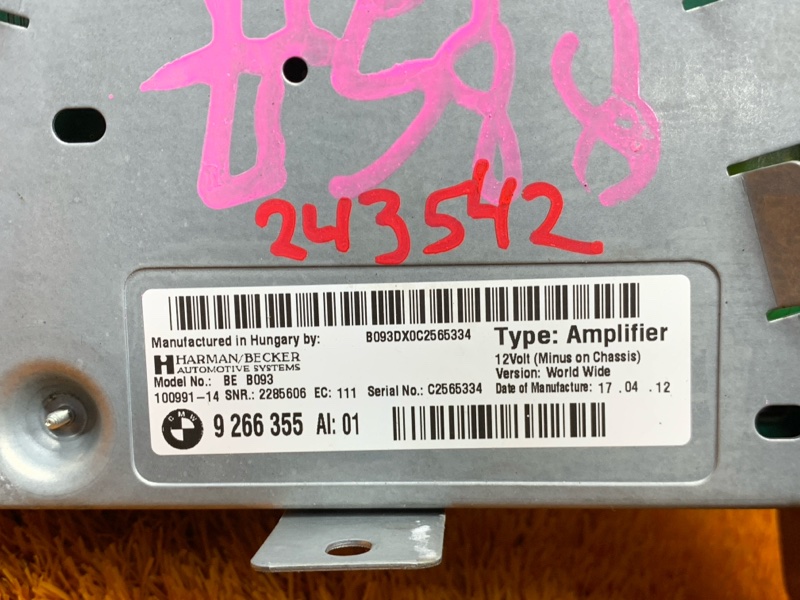 243542
Manufactured in Hungary by:
B093DX0C2565334
Type: Amplifier
HARMAN/BECKER
AUTOMOTIVE SYSTEMS
12Volt (Minus on Chassis)
Version: World Wide
Model No.: BE B093
100991-14 SNR.: 2285606 EC: 111 Serial No.: C2565334 Date of Manufacture: 17 .04 .12
BMW 9 266 355 AI: 01